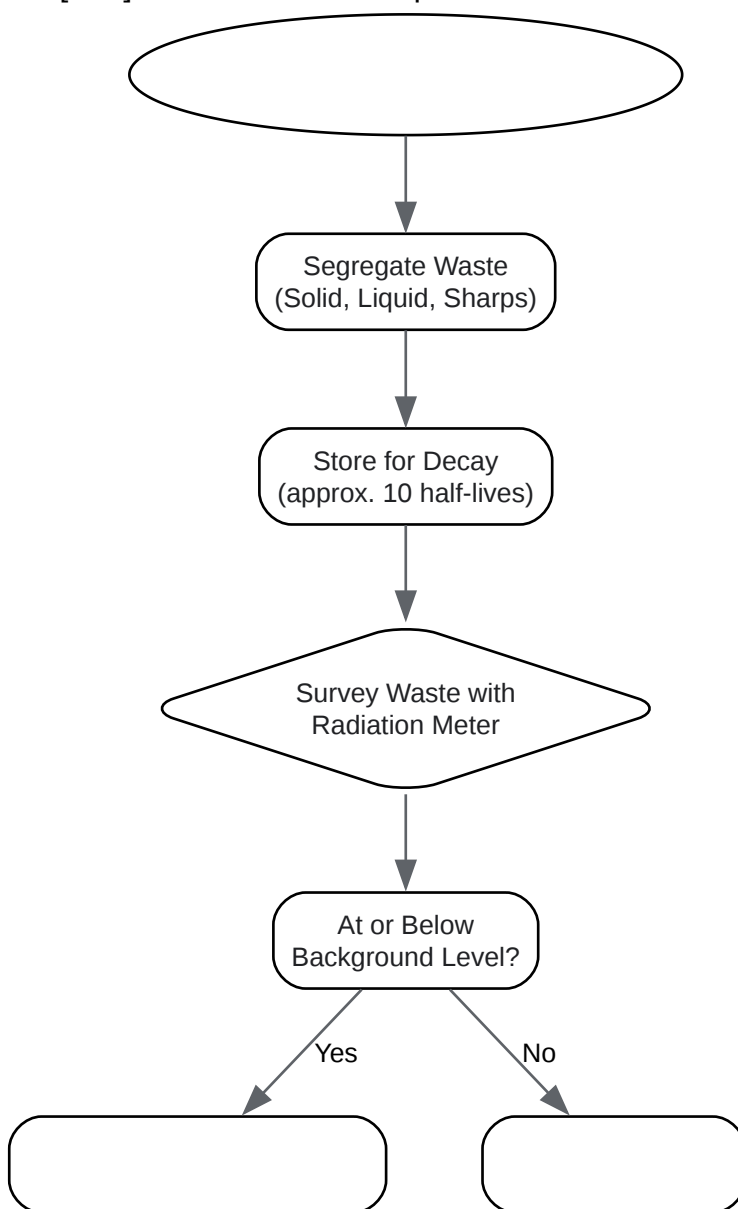 Segregate Waste
(Solid, Liquid, Sharps)
Store for Decay
(approx. 10 half-lives)
Survey Waste with
Radiation Meter
At or Below
Background Level?
Yes
No